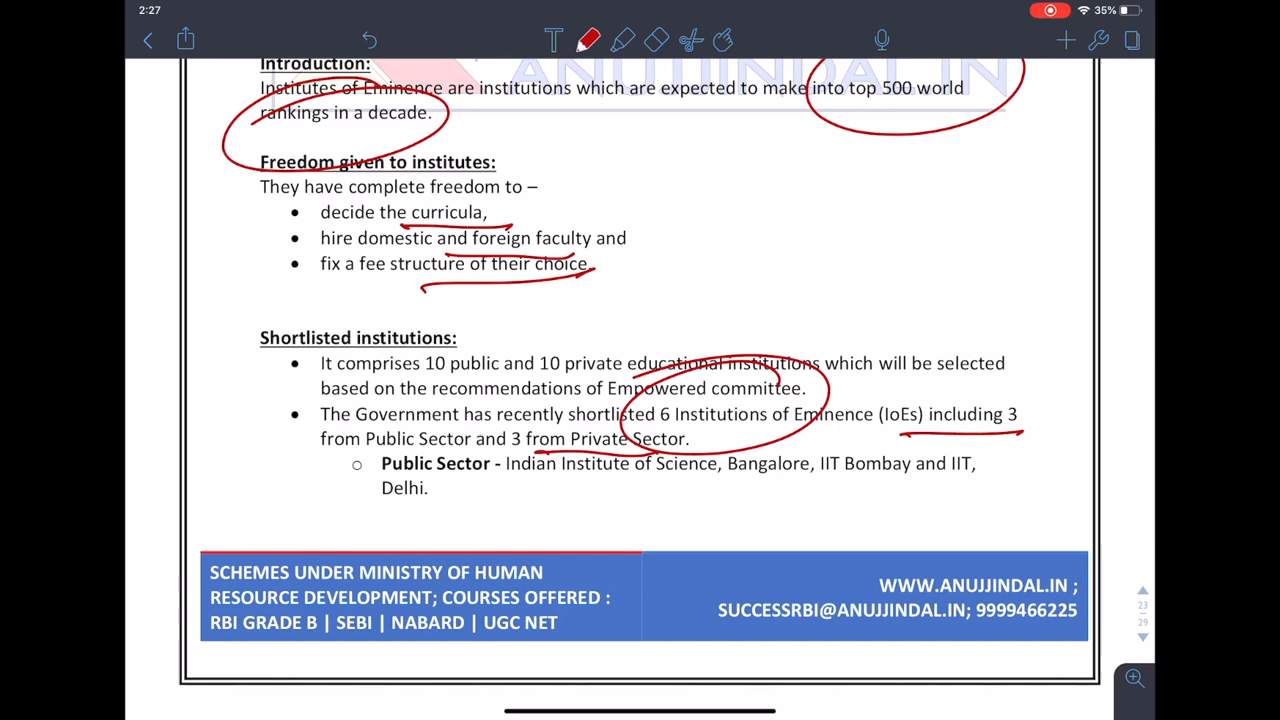 2:27
35%
T
ANUJJINDAL.IN
Introduction:
Institutes of Eminence are institutions which are expected to make into top 500 world
rankings in a decade.
Freedom given to institutes:
They have complete freedom to –
• decide the curricula,
• hire domestic and foreign faculty and
• fix a fee structure of their choice.
Shortlisted institutions:
• It comprises 10 public and 10 private educational institutions which will be selected
based on the recommendations of Empowered committee.
• The Government has recently shortlisted 6 Institutions of Eminence (IoEs) including 3
from Public Sector and 3 from Private Sector.
o Public Sector - Indian Institute of Science, Bangalore, IIT Bombay and IIT,
Delhi.
SCHEMES UNDER MINISTRY OF HUMAN
RESOURCE DEVELOPMENT; COURSES OFFERED :
RBI GRADE B | SEBI | NABARD | UGC NET
WWW.ANUJJINDAL.IN ;
SUCCESSRBI@ANUJJINDAL.IN; 9999466225
23
29